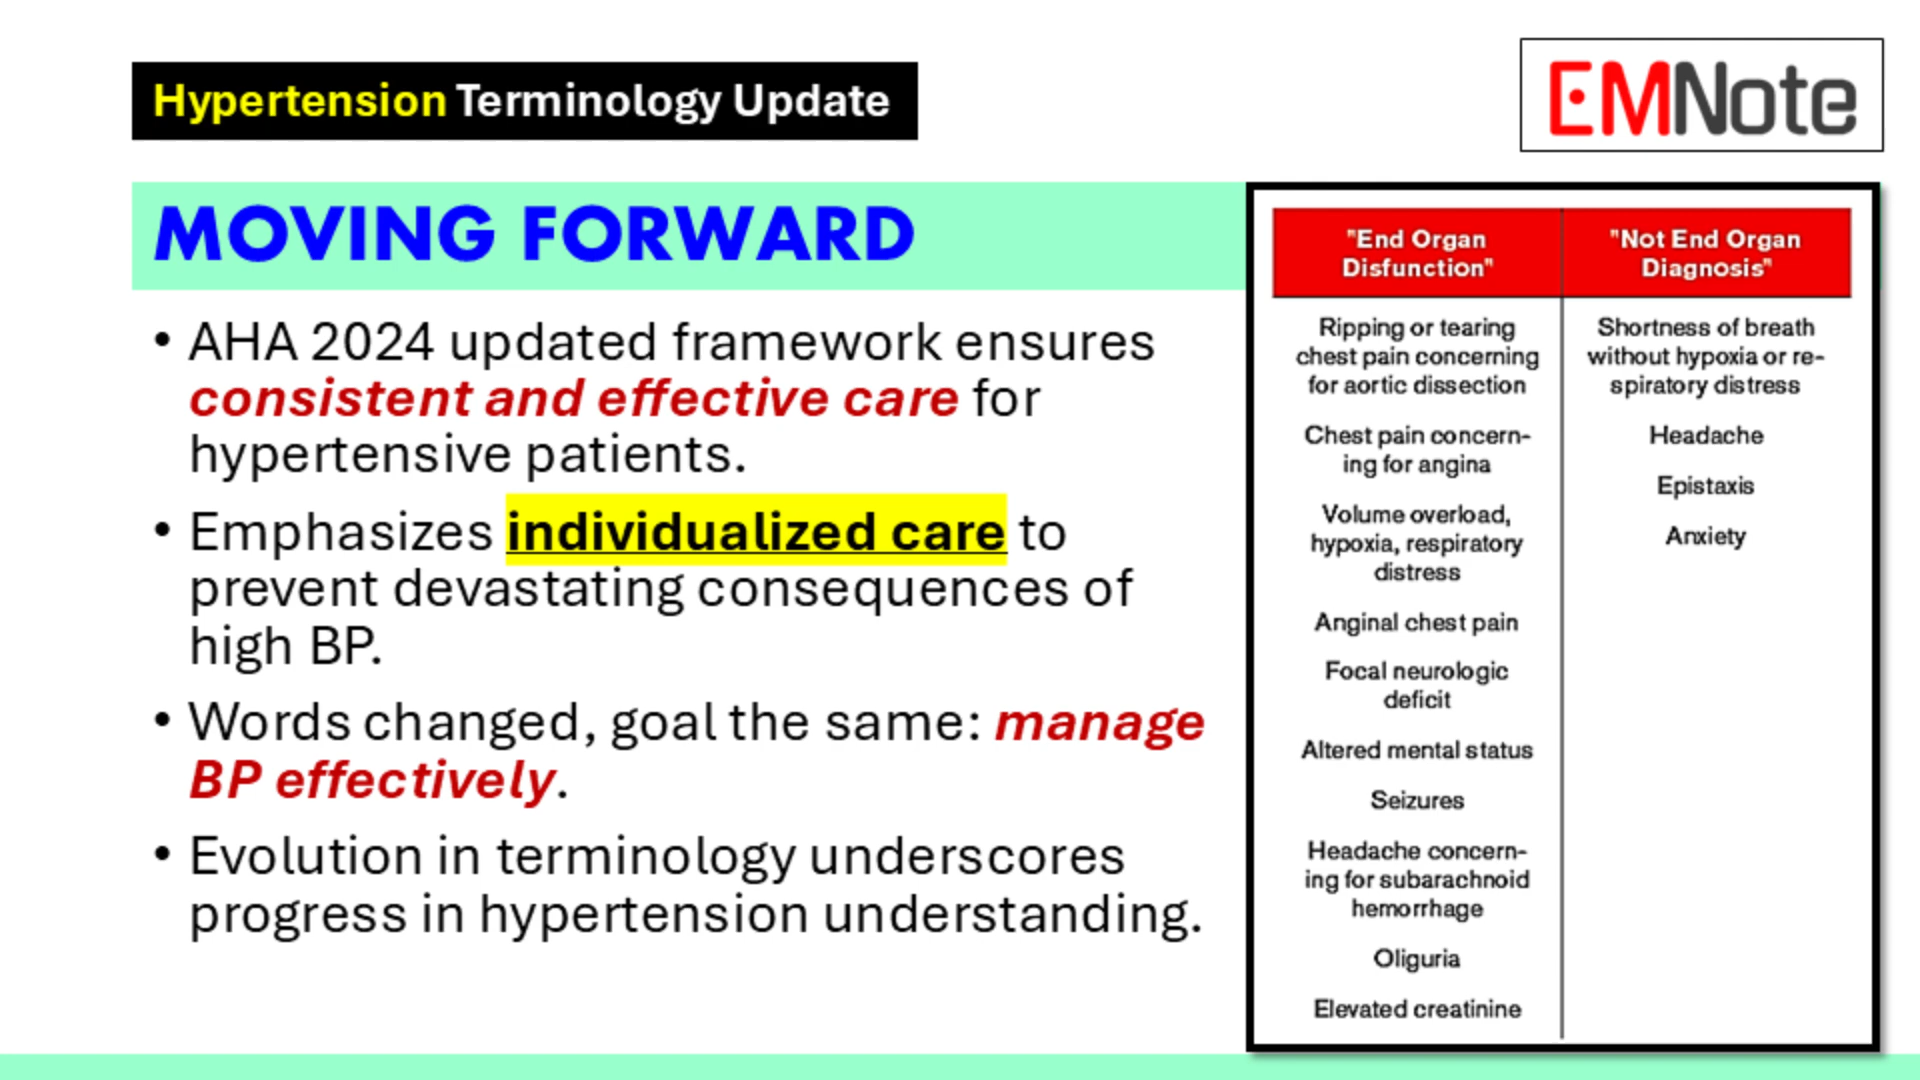 Hypertension Terminology Update
EMNote
MOVING FORWARD
• AHA 2024 updated framework ensures
consistent and effective care for
hypertensive patients.
• Emphasizes individualized care to
prevent devastating consequences of
high BP.
• Words changed, goal the same: manage
BP effectively.
• Evolution in terminology underscores
progress in hypertension understanding.
"End Organ
Disfunction"
Ripping or tearing
chest pain concerning
for aortic dissection
Chest pain concern-
ing for angina
Volume overload,
hypoxia, respiratory
distress
Anginal chest pain
Focal neurologic
deficit
Altered mental status
Seizures
Headache concern-
ing for subarachnoid
hemorrhage
Oliguria
Elevated creatinine
"Not End Organ
Diagnosis"
Shortness of breath
without hypoxia or re-
spiratory distress
Headache
Epistaxis
Anxiety